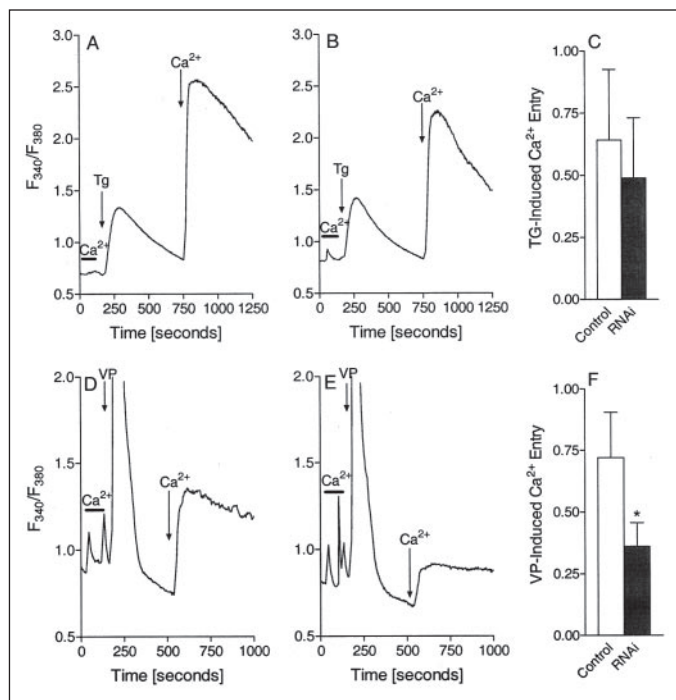 A
Ca2+
3.0
2.5
2.0
1.5
1.0
0.5
F340/F380
Tg
Ca2+
0 250 500 750 1000 1250
Time [seconds]
B
Ca2+
3.0
2.5
2.0
1.5
1.0
0.5
Tg
Ca2+
0 250 500 750 1000 1250
Time [seconds]
C
1.00
0.75
0.50
0.25
0.00
TG-Induced Ca2+ Entry
Control
RNAi
D
VP
2.0
1.5
1.0
0.5
F340/F380
Ca2+
Ca2+
0 250 500 750 1000
Time [seconds]
E
VP
2.0
1.5
1.0
0.5
Ca2+
Ca2+
0 250 500 750 1000
Time [seconds]
F
1.00
0.75
0.50
0.25
0.00
VP-Induced Ca2+ Entry
*
Control
RNAi